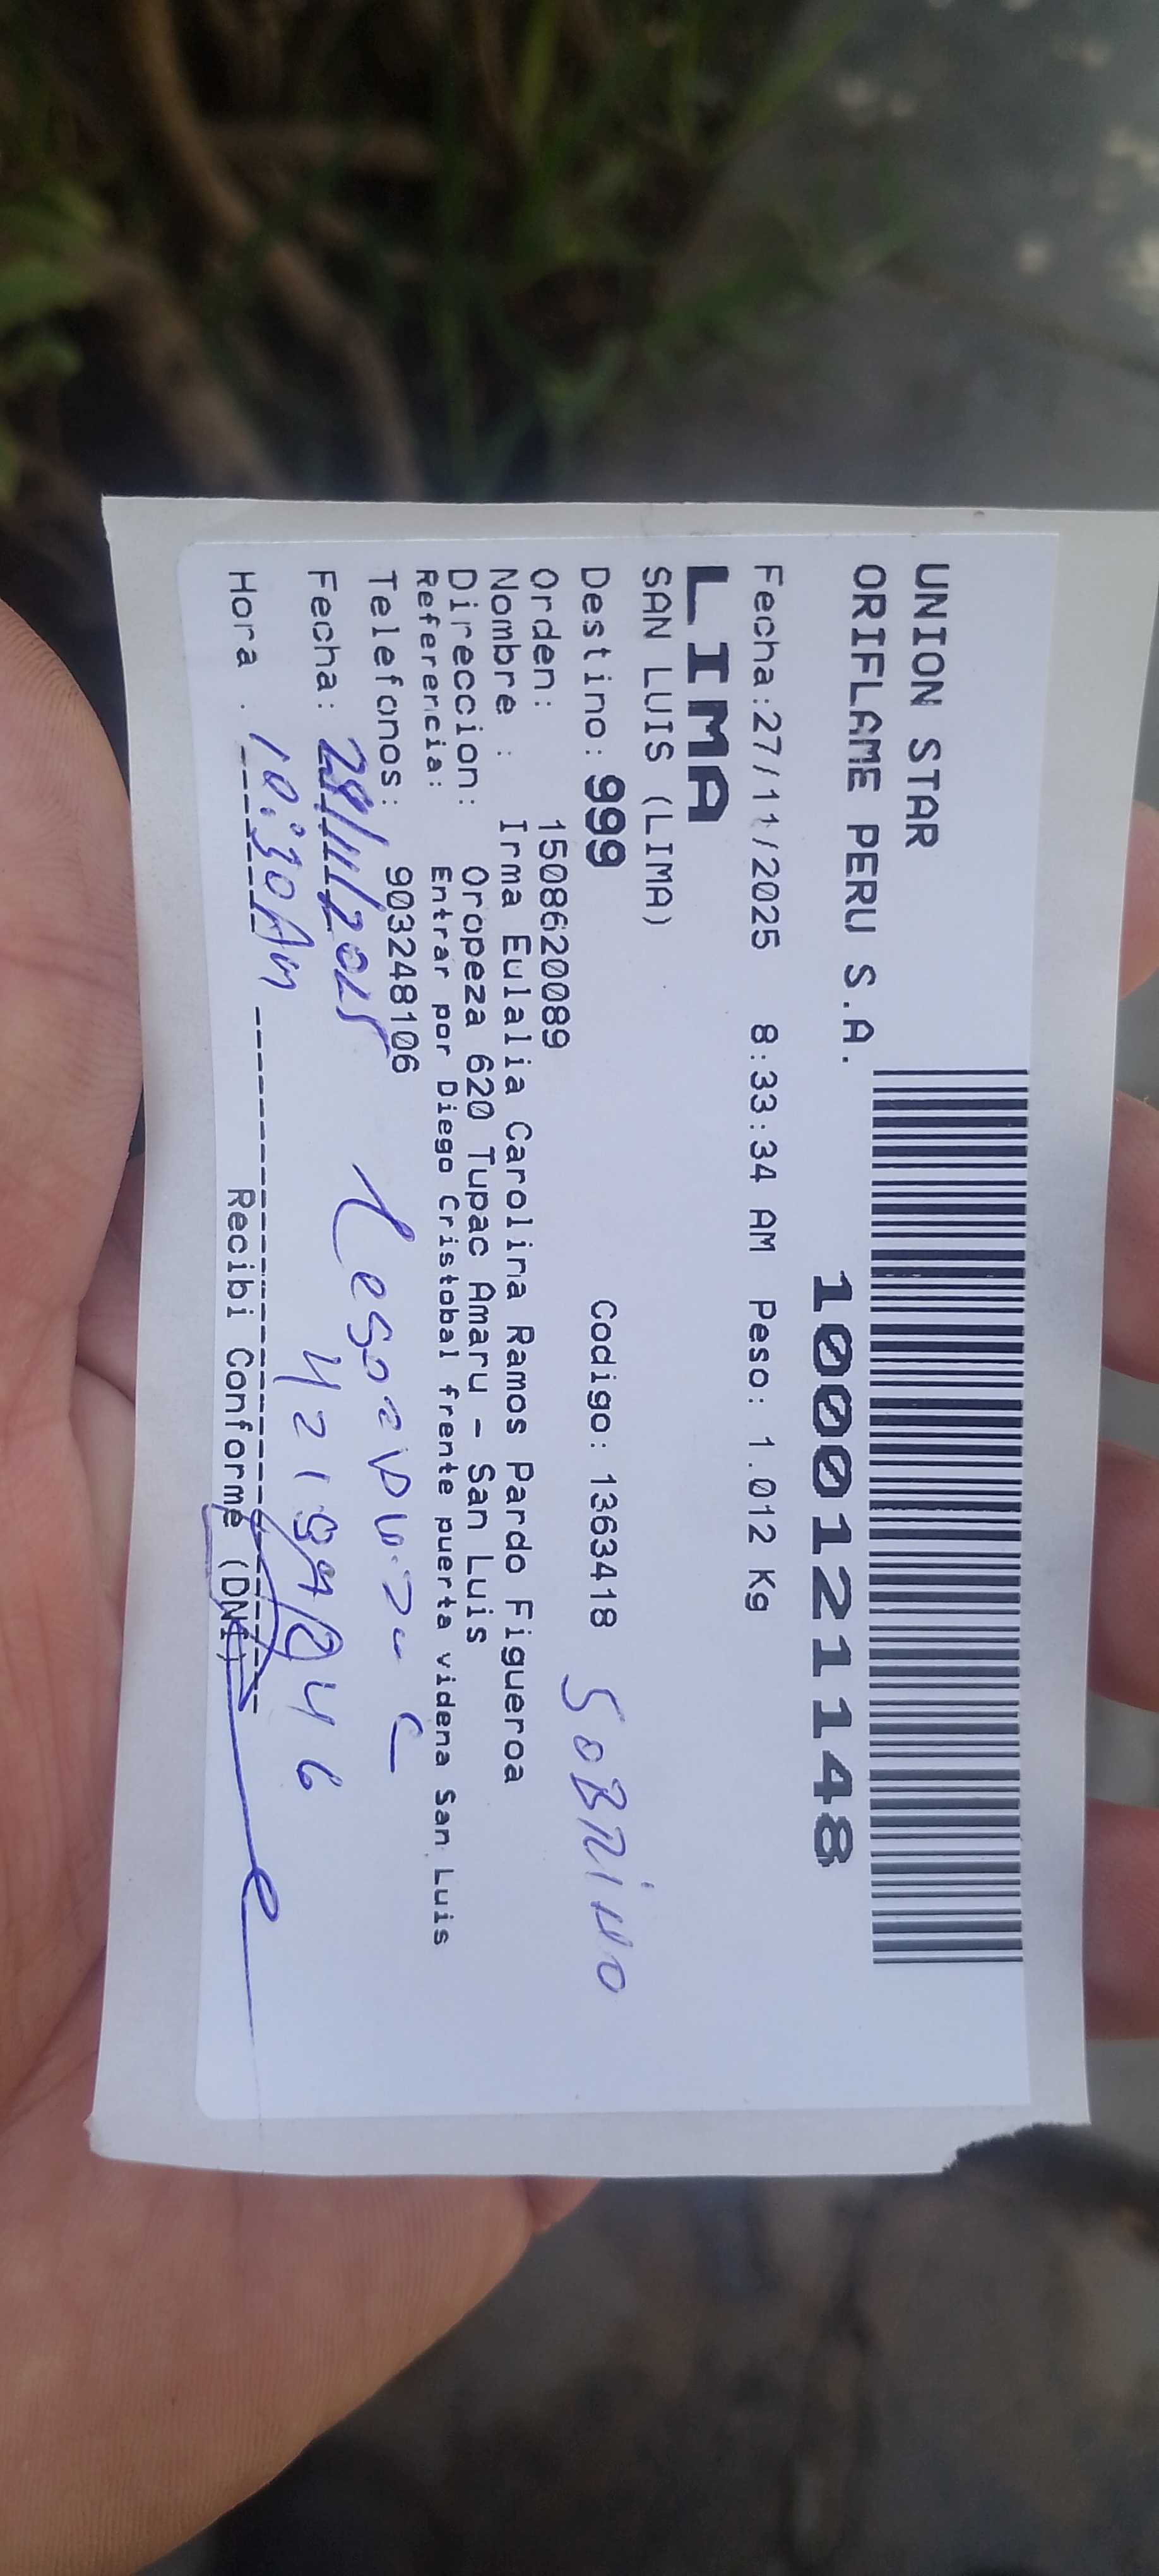 UNION STAR
ORIFLAME PERU S.A.
1000121148
Fecha:27/11/2025 8:33:34 AM Peso: 1.012 Kg
LIMA
SAN LUIS (LIMA)
Destino: 999 Codigo: 1363418
SOBRINO
Orden: 1508620089
Nombre : Irma Eulalia Carolina Ramos Pardo Figueroa
Direccion: Oropeza 620 Tupac Amaru - San Luis
Referencia: Entrar por Diego Cristobal frente puerta videna San Luis
Telefonos: 903248106
Fecha: 28/11/2025
Hora : 10:30 AM
Recibi Conforme (DNI)